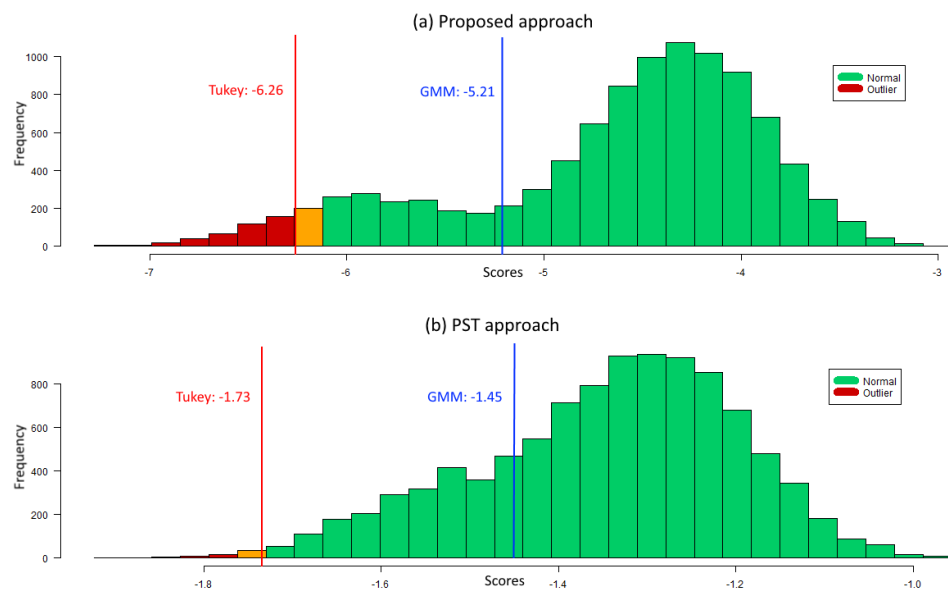 (a) Proposed approach
1000
800
600
400
200
0
Frequency
Tukey: -6.26
GMM: -5.21
Normal
Outlier
-7
-6
-5
-4
-3
Scores
(b) PST approach
800
600
400
200
0
Frequency
Tukey: -1.73
GMM: -1.45
Normal
Outlier
-1.8
-1.6
-1.4
-1.2
-1.0
Scores